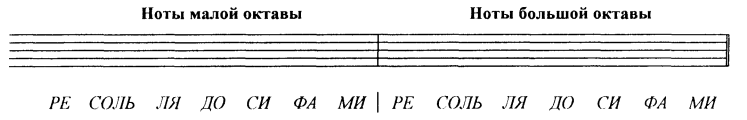 Ноты малой октавы Ноты большой октавы
РЕ СОЛЬ ЛЯ ДО СИ ФА МИ | РЕ СОЛЬ ЛЯ ДО СИ ФА МИ